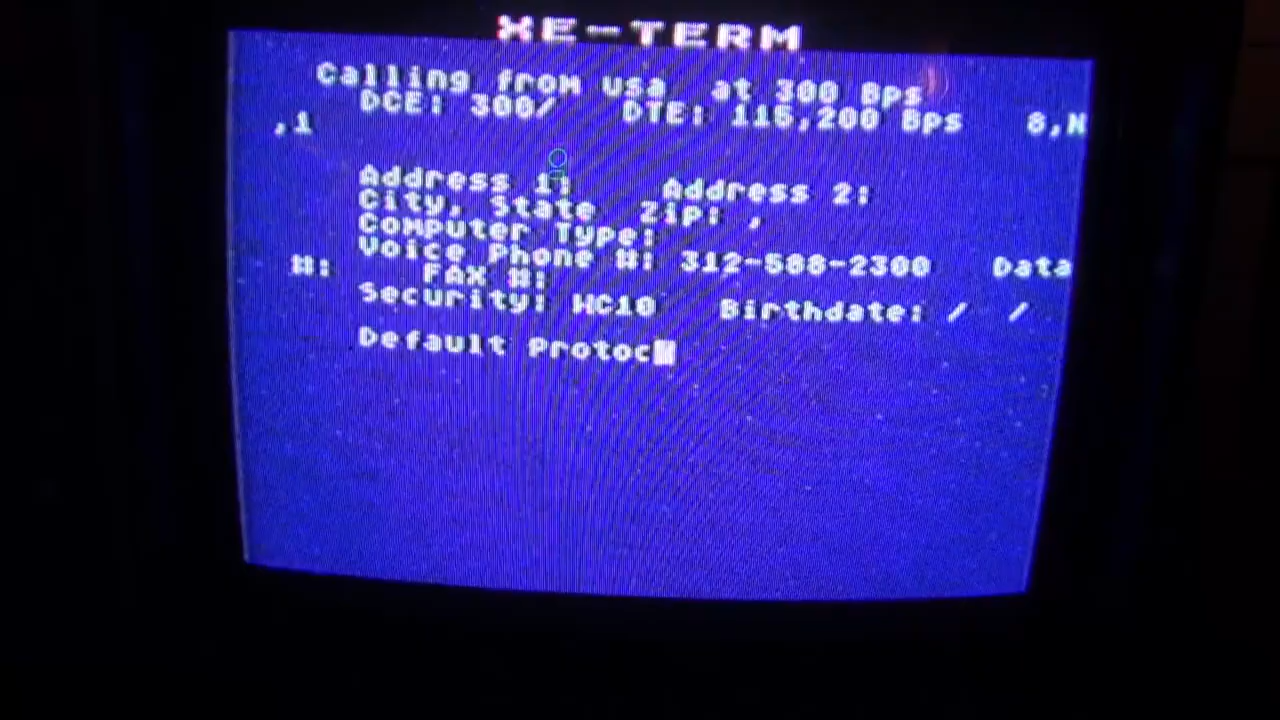 XE-TERM
Calling from usa at 300 Bps
DCE: 300/ DTE: 115,200 Bps 8,N
,1
Address 1: Address 2:
City, State Zip: ,
Computer Type:
Voice Phone #: 312-588-2300 Data
#: FAX #:
Security: WC10 Birthdate: / /
Default Protoc